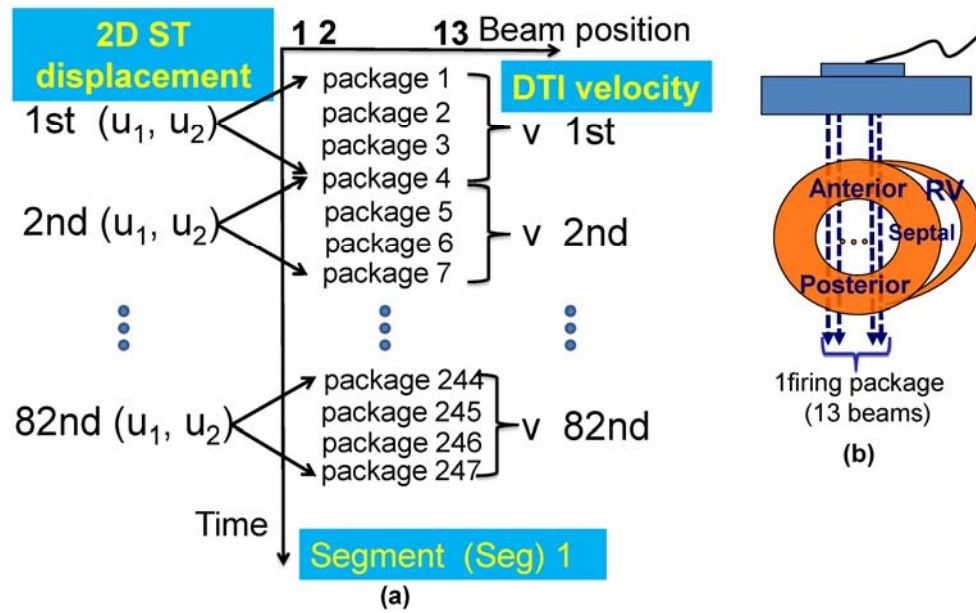 2D ST
displacement
1 2 13 Beam position
DTI velocity
package 1
package 2
package 3
package 4
package 5
package 6
package 7
1st (u₁, u₂)
v 1st
2nd (u₁, u₂)
v 2nd
package 244
package 245
package 246
package 247
82nd (u₁, u₂)
v 82nd
Time
Segment (Seg) 1
(a)
Anterior
RV
Septal
Posterior
1firing package
(13 beams)
(b)